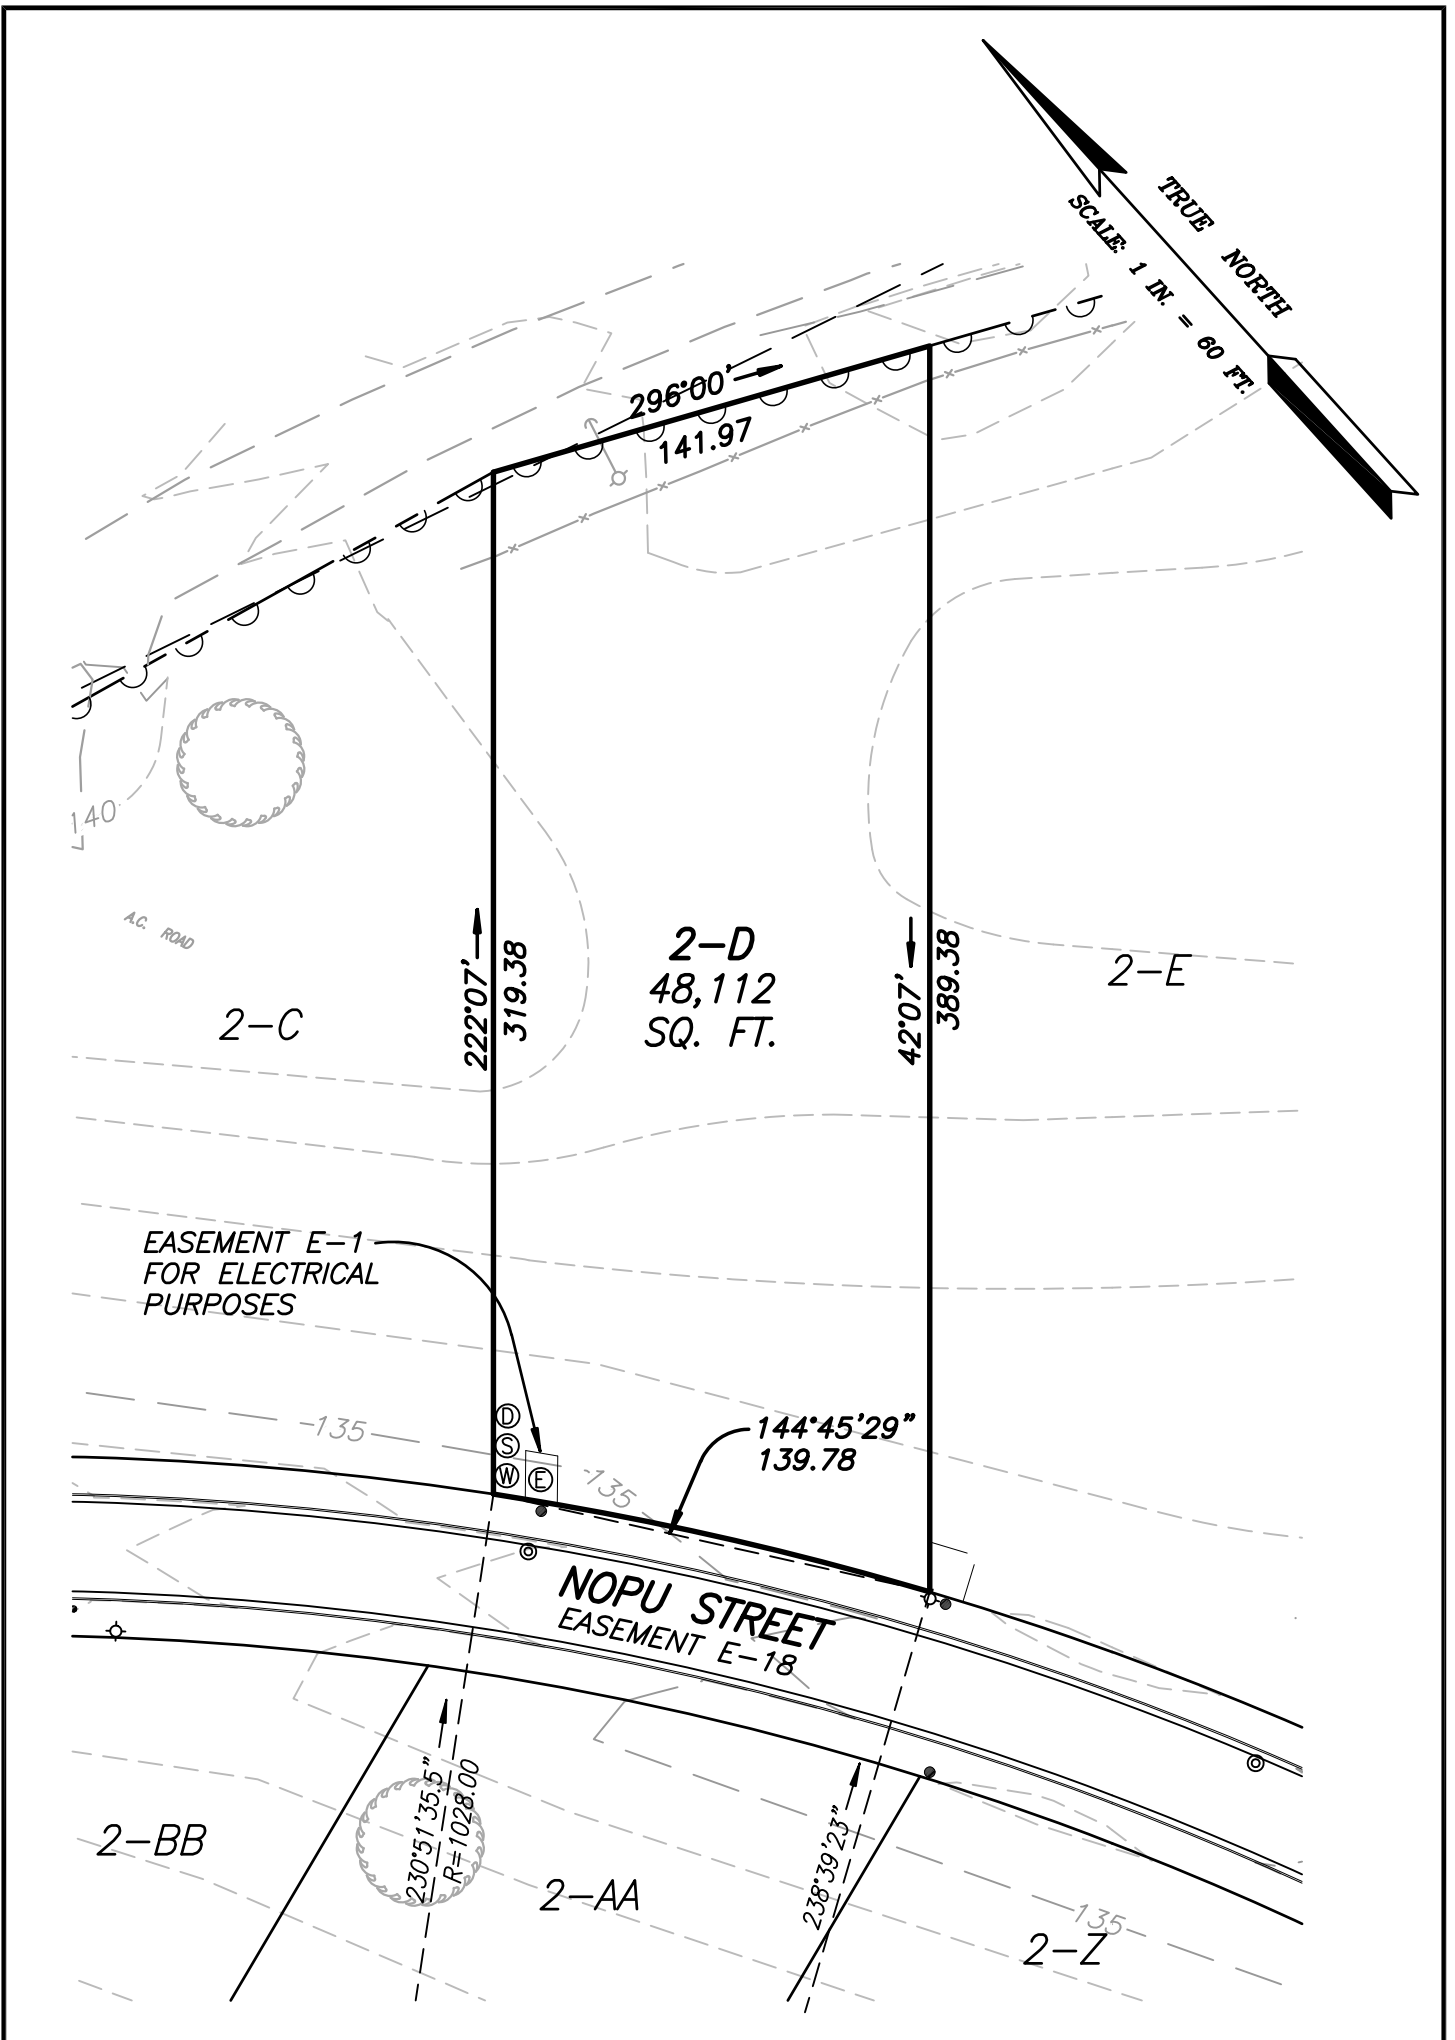 TRUE NORTH
SCALE: 1 IN. = 60 FT.
296°00'
141.97
140
A.C. ROAD
2-C
222°07'
319.38
2-D
48,112
SQ. FT.
42°07'
389.38
2-E
EASEMENT E-1
FOR ELECTRICAL
PURPOSES
135
D
S
W
E
135
144°45'29"
139.78
NOPU STREET
EASEMENT E-18
230°51'35.5"
R=1028.00
238°39'23"
2-BB
2-AA
135
2-Z